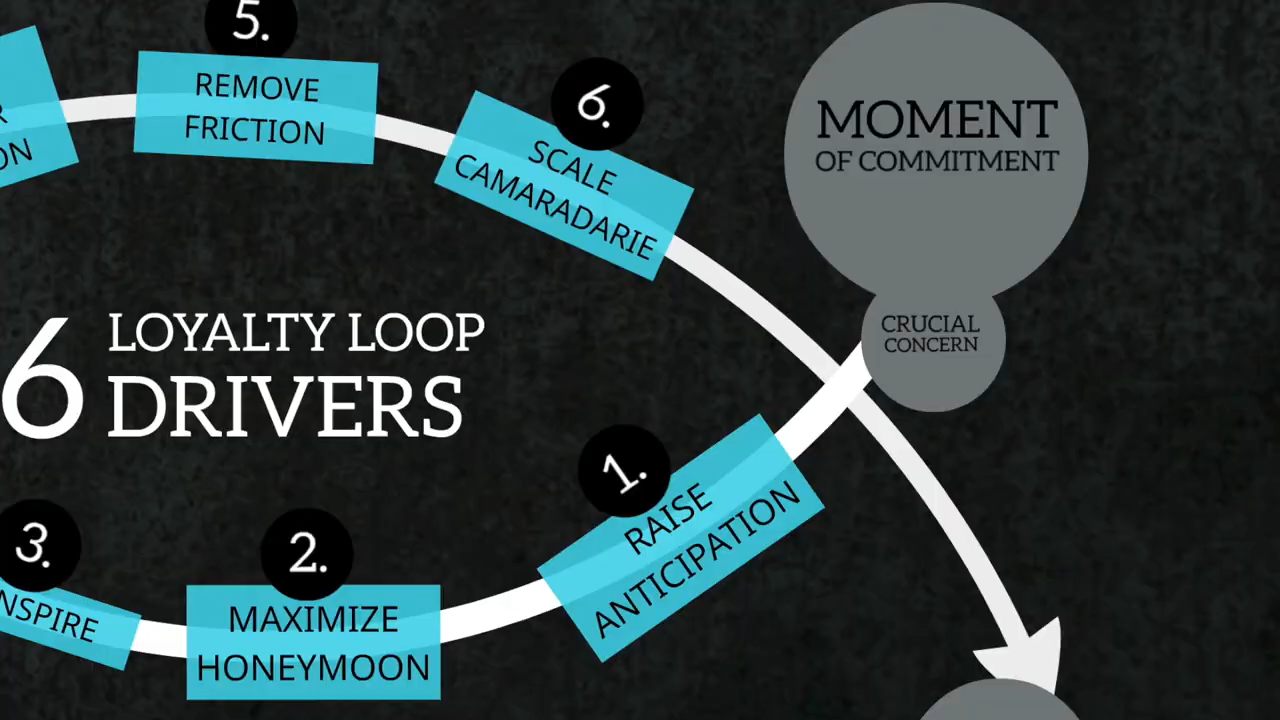 5.
REMOVE
FRICTION
6.
SCALE
CAMARADARIE
MOMENT
OF COMMITMENT
CRUCIAL
CONCERN
6
LOYALTY LOOP
DRIVERS
1.
RAISE
ANTICIPATION
2.
MAXIMIZE
HONEYMOON
3.
NSPIRE